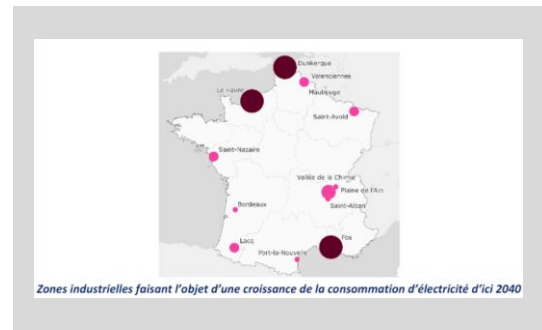 Dunkerque
Valenciennes
Maubeuge
Le Havre
Saint-Avold
Saint-Nazaire
Vallée de la Chimie
Plaine de l'Ain
Saint-Alban
Bordeaux
Lacq
Fos
Port-la-Nouvelle
Zones industrielles faisant l'objet d'une croissance de la consommation d'électricité d'ici 2040